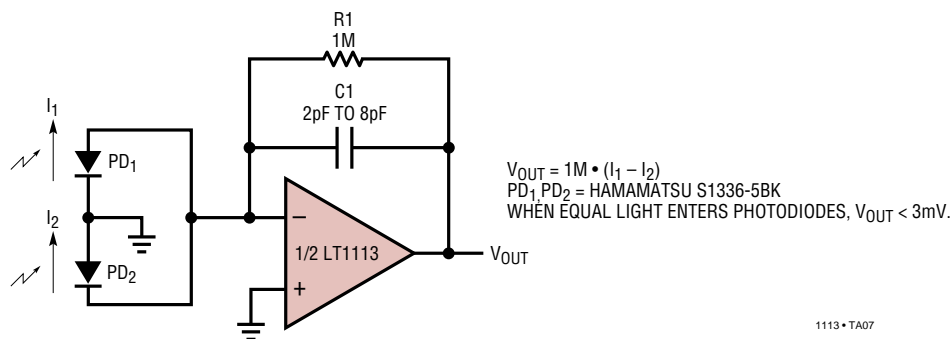 R1
1M
C1
2pF TO 8pF
I1
PD1
I2
PD2
–
+
1/2 LT1113
VOUT
VOUT = 1M • (I1 – I2)
PD1,PD2 = HAMAMATSU S1336-5BK
WHEN EQUAL LIGHT ENTERS PHOTODIODES, VOUT < 3mV.
1113 • TA07